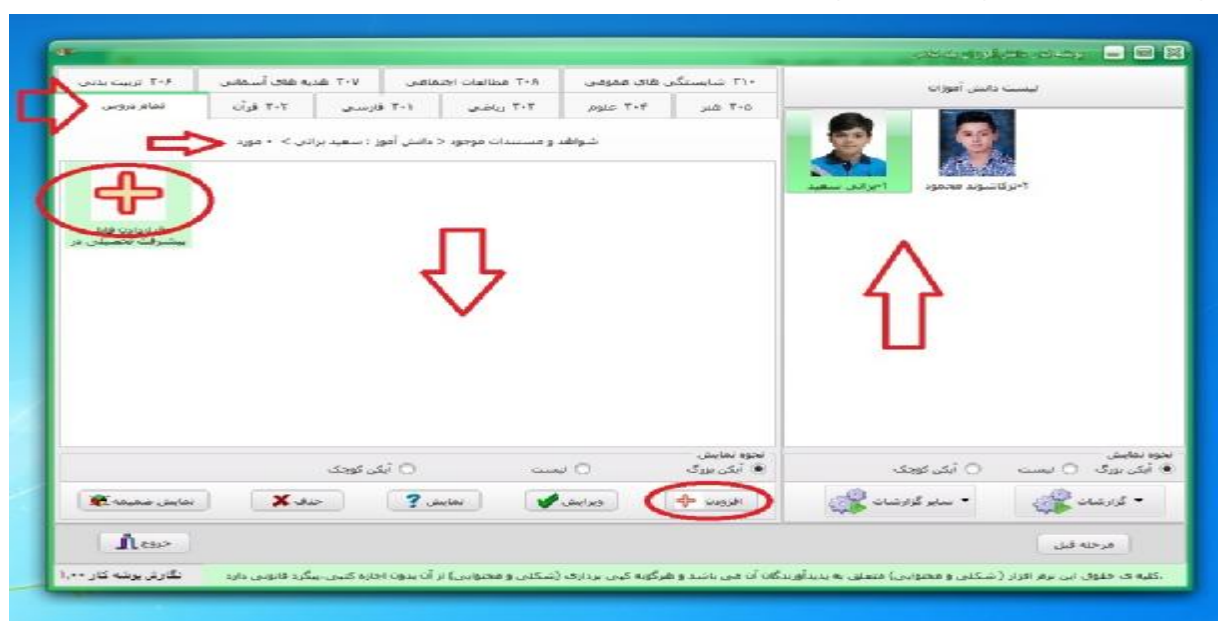 پوشه کار دانش آموزان
لیست دانش آموزان
۲۱۰ شایستگی های عمومی
۲۰۸ مطالعات اجتماعی
۲۰۷ هدیه های آسمانی
۲۰۶ تربیت بدنی
۲۰۵ هنر
۲۰۴ علوم
۲۰۳ ریاضی
۲۰۱ فارسی
۲۰۲ قرآن
تمام دروس
شواهد و مستندات موجود < دانش آموز : سعید براتی > ۰ مورد
۱-براتی سعید
۲-ترکاشوند محمود
پیشرفت تحصیلی در
نحوه نمایش
آیکن بزرگ
لیست
آیکن کوچک
نحوه نمایش
آیکن بزرگ
لیست
آیکن کوچک
گزارشات
سایر گزارشات
افزودن
ویرایش
نمایش
حذف
نمایش ضمیمه
مرحله قبل
خروج
.کلیه ی حقوق این نرم افزار ( شکلی و محتوایی) متعلق به پدیدآورندگان آن می باشد و هرگونه کپی برداری (شکلی و محتوایی) از آن بدون اجازه کتبی،پیگرد قانونی دارد
نگارش پوشه کار ۱,۰۰